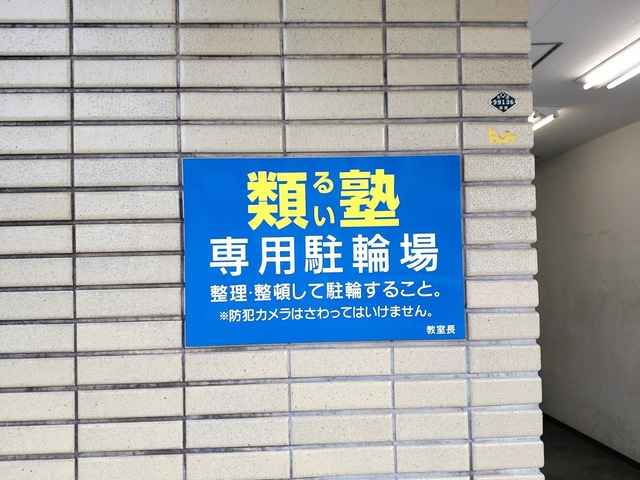 類塾
るい
専用駐輪場
整理・整頓して駐輪すること。
※防犯カメラはさわってはいけません。
教室長
99136